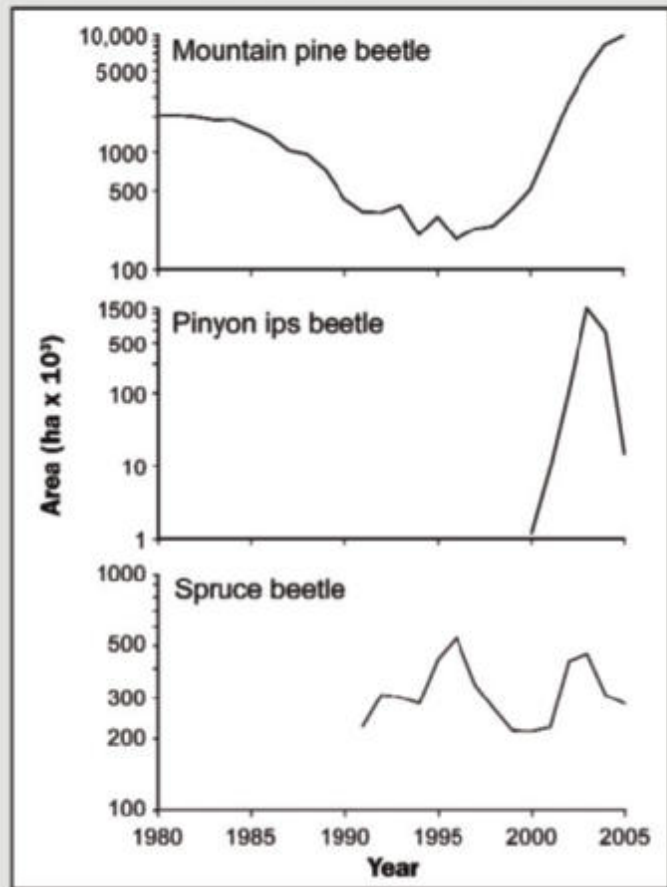 10,000
Mountain pine beetle
5000
1000
500
100
1500
Pinyon ips beetle
500
100
10
1
Area (ha x 10³)
1000
Spruce beetle
500
300
200
100
1980 1985 1990 1995 2000 2005
Year